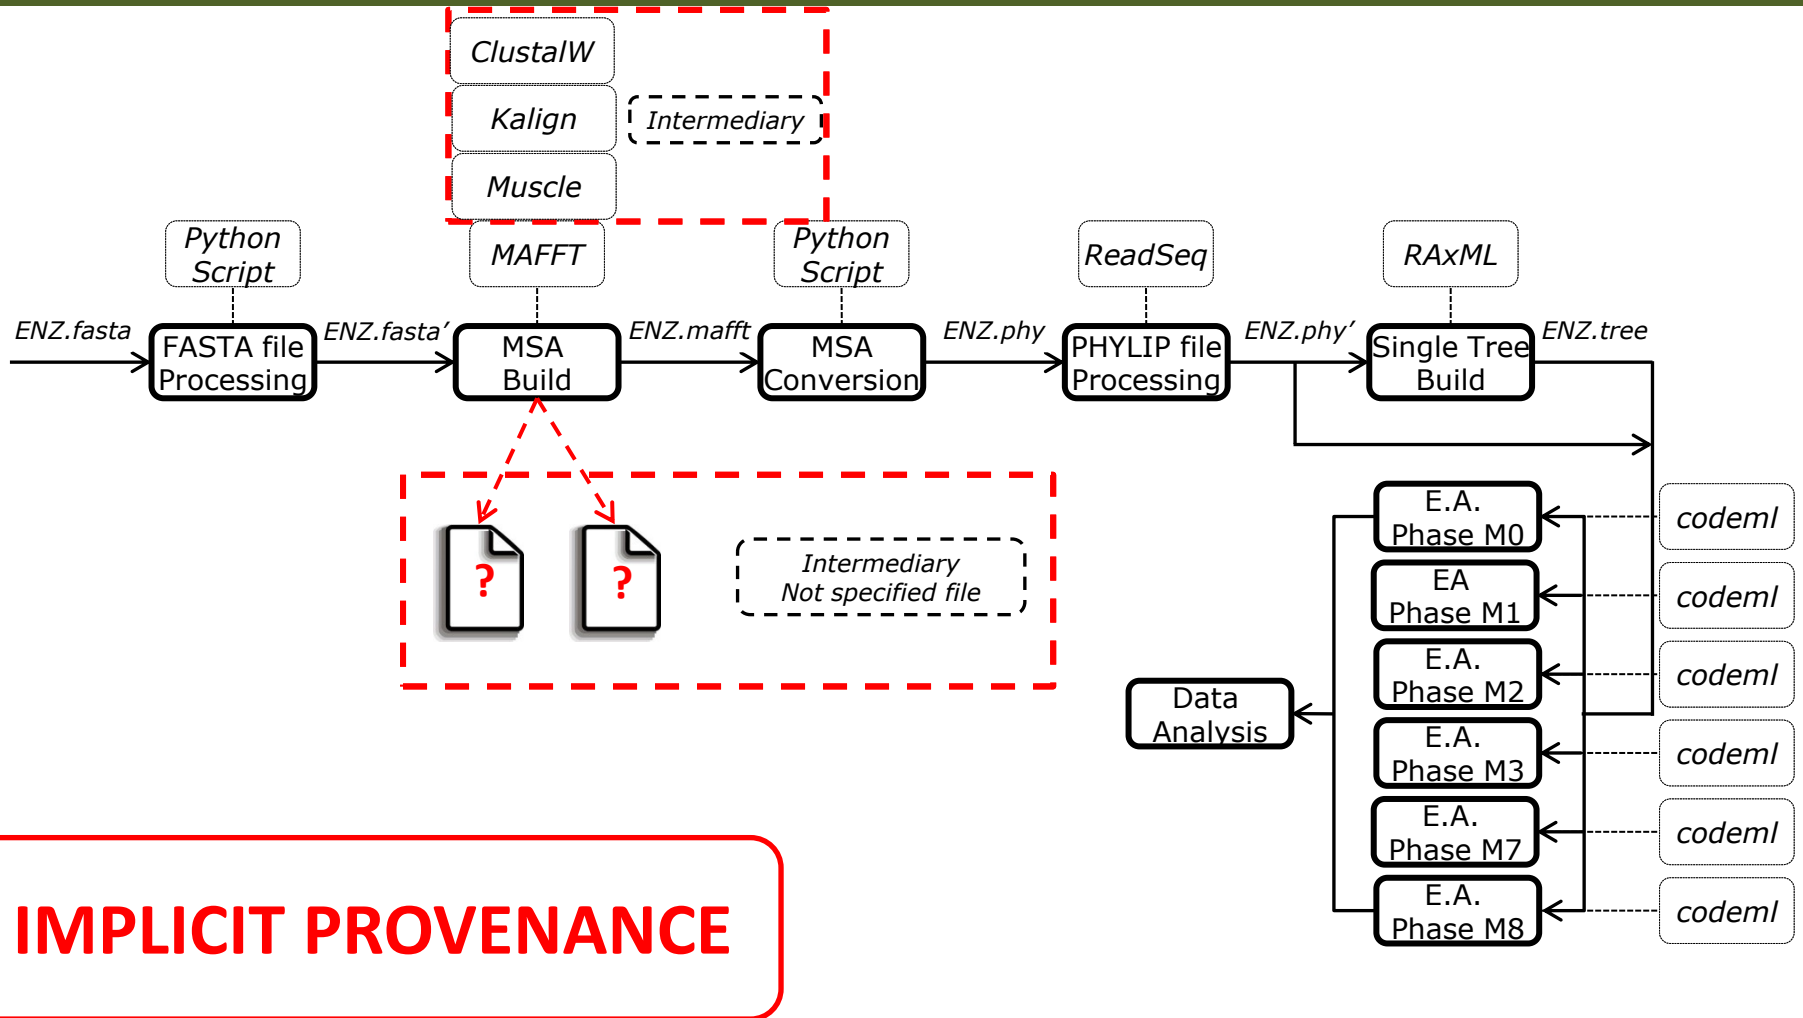 ClustalW
Kalign
Intermediary
Muscle
Python
Script
MAFFT
Python
Script
ReadSeq
RAxML
ENZ.fasta
FASTA file
Processing
ENZ.fasta’
MSA
Build
ENZ.mafft
MSA
Conversion
ENZ.phy
PHYLIP file
Processing
ENZ.phy’
Single Tree
Build
ENZ.tree
?
?
Intermediary
Not specified file
E.A.
Phase M0
codeml
EA
Phase M1
codeml
E.A.
Phase M2
codeml
Data
Analysis
E.A.
Phase M3
codeml
E.A.
Phase M7
codeml
E.A.
Phase M8
codeml
IMPLICIT PROVENANCE